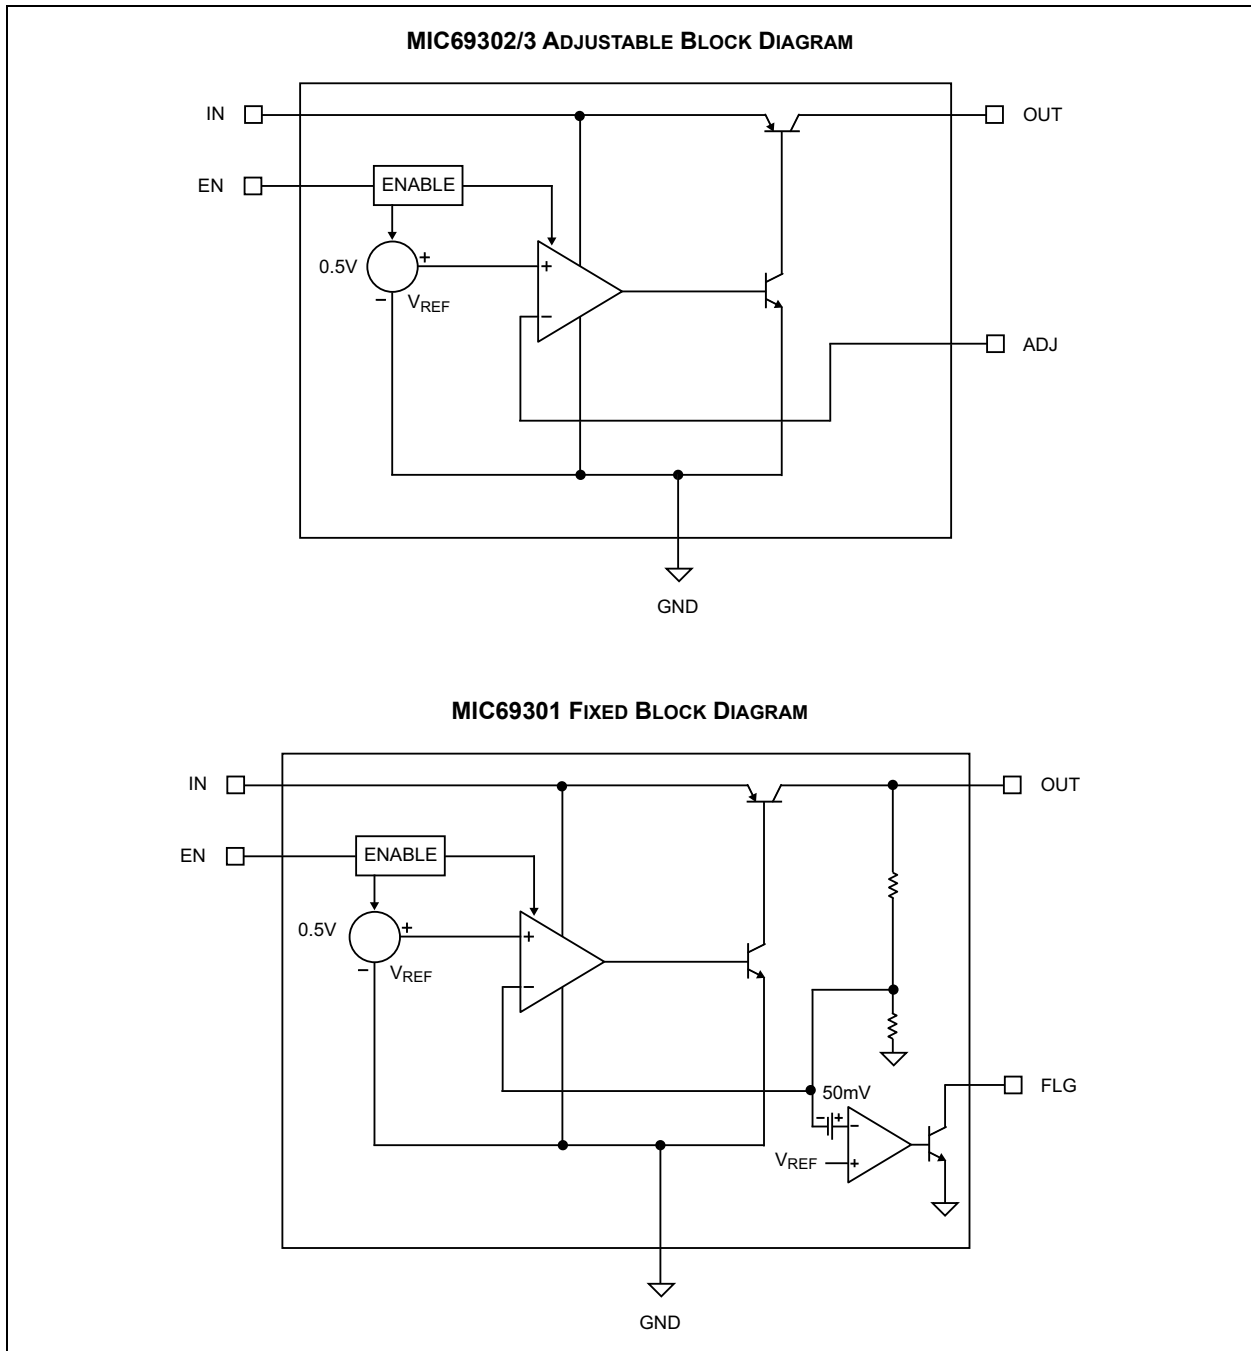 MIC69302/3 ADJUSTABLE BLOCK DIAGRAM
IN
OUT
EN
ENABLE
0.5V
+
−
VREF
+
−
ADJ
GND
MIC69301 FIXED BLOCK DIAGRAM
IN
OUT
EN
ENABLE
0.5V
+
−
VREF
+
−
50mV
FLG
− +
−
VREF
+
GND